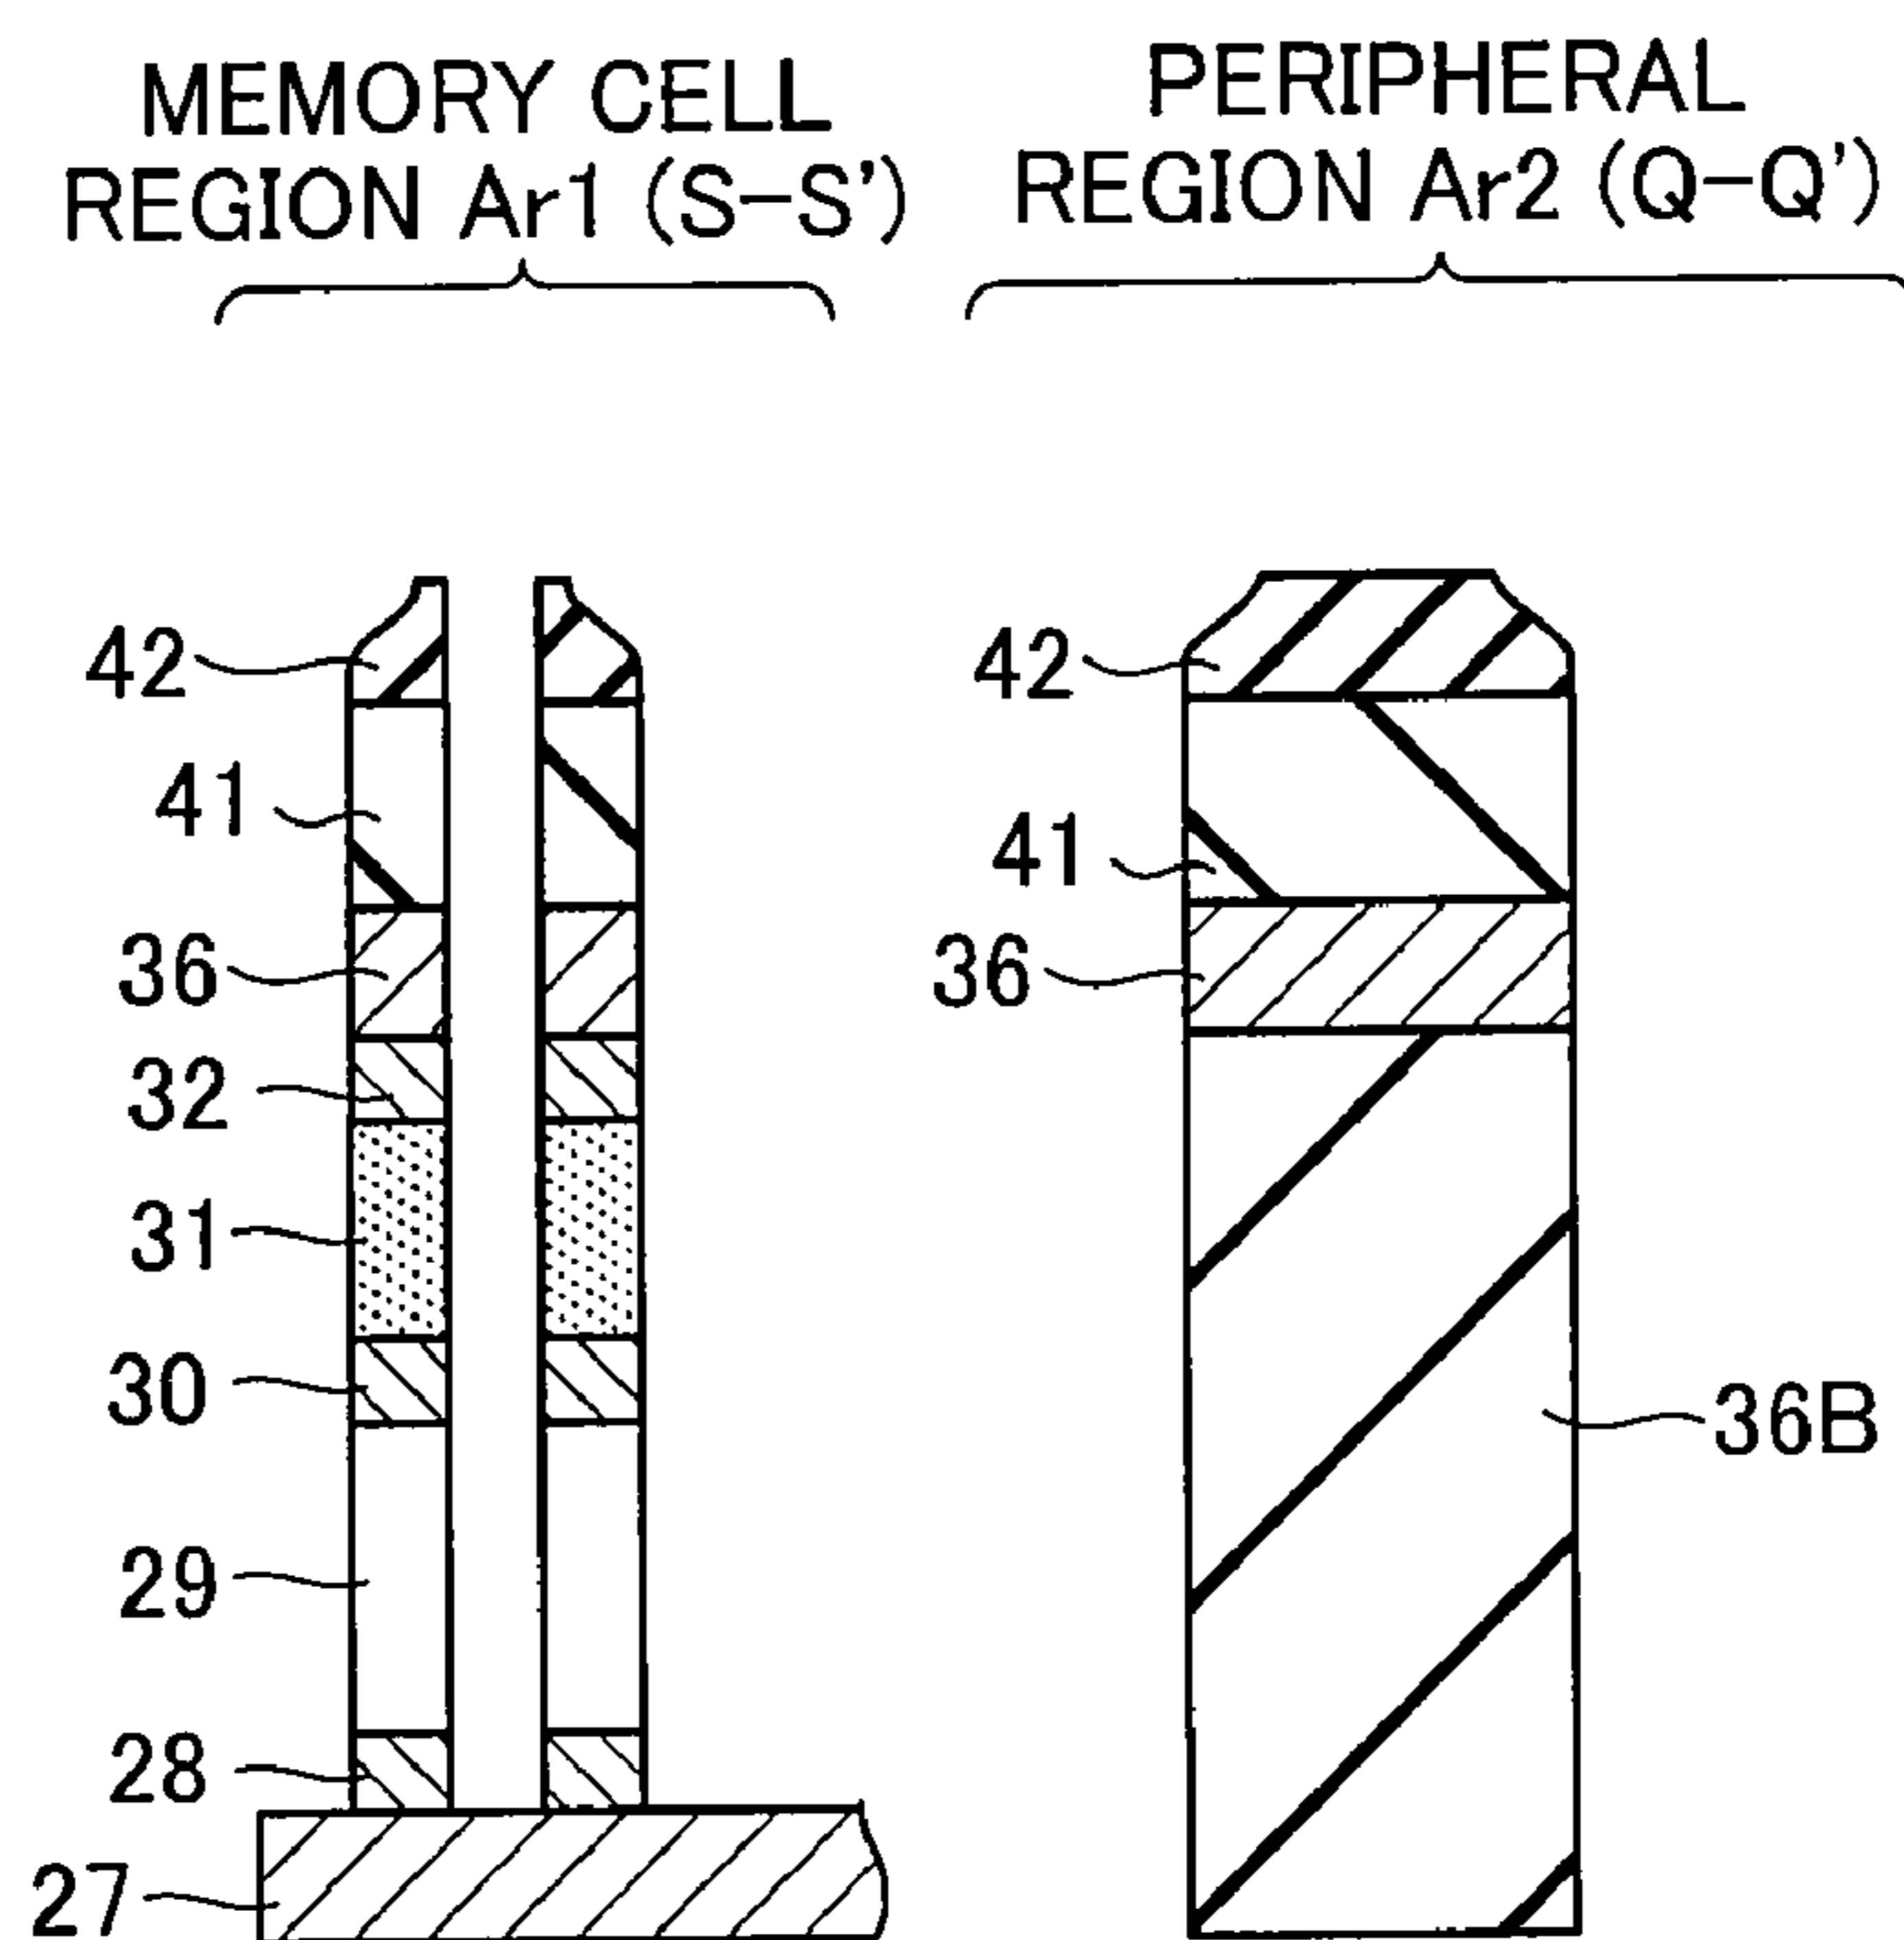 MEMORY CELL
REGION Ar1 (S-S')
PERIPHERAL
REGION Ar2 (Q-Q')
42
41
36
32
31
30
29
28
27
42
41
36
36B